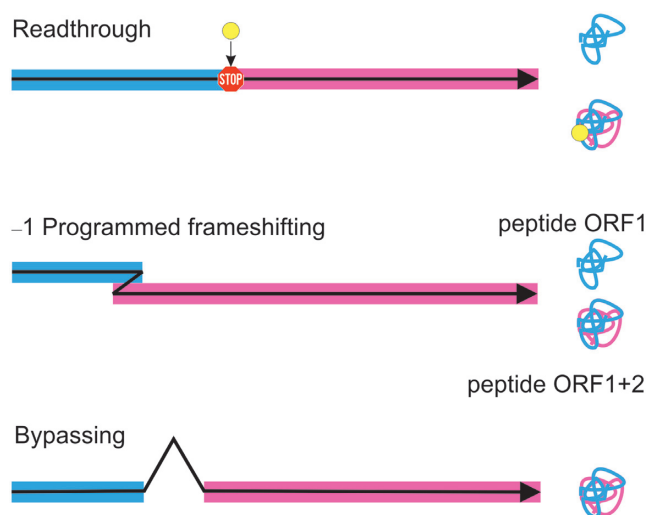 Readthrough
STOP
–1 Programmed frameshifting
peptide ORF1
peptide ORF1+2
Bypassing